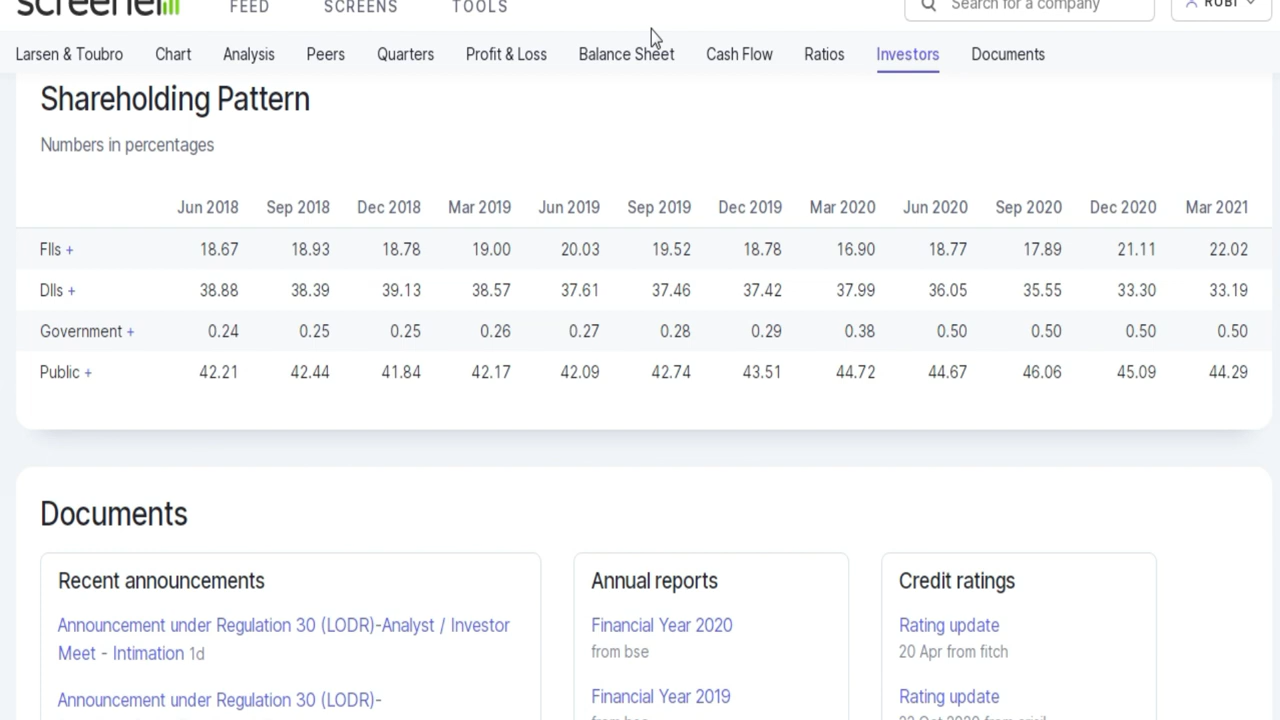 screener
FEED SCREENS TOOLS
Search for a company
ROBI
Larsen & Toubro Chart Analysis Peers Quarters Profit & Loss Balance Sheet Cash Flow Ratios Investors Documents
Shareholding Pattern
Numbers in percentages
Jun 2018 Sep 2018 Dec 2018 Mar 2019 Jun 2019 Sep 2019 Dec 2019 Mar 2020 Jun 2020 Sep 2020 Dec 2020 Mar 2021
FIIs + 18.67 18.93 18.78 19.00 20.03 19.52 18.78 16.90 18.77 17.89 21.11 22.02
DIIs + 38.88 38.39 39.13 38.57 37.61 37.46 37.42 37.99 36.05 35.55 33.30 33.19
Government + 0.24 0.25 0.25 0.26 0.27 0.28 0.29 0.38 0.50 0.50 0.50 0.50
Public + 42.21 42.44 41.84 42.17 42.09 42.74 43.51 44.72 44.67 46.06 45.09 44.29
Documents
Recent announcements
Announcement under Regulation 30 (LODR)-Analyst / Investor
Meet - Intimation 1d
Announcement under Regulation 30 (LODR)-
Annual reports
Financial Year 2020
from bse
Financial Year 2019
from bse
Credit ratings
Rating update
20 Apr from fitch
Rating update